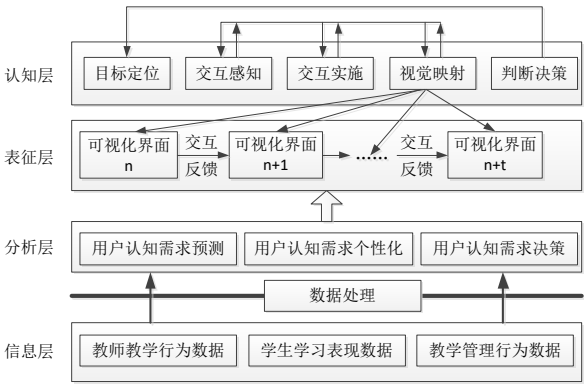 认知层
目标定位
交互感知
交互实施
视觉映射
判断决策
表征层
可视化界面
n
交互
反馈
可视化界面
n+1
……
交互
反馈
可视化界面
n+t
分析层
用户认知需求预测
用户认知需求个性化
用户认知需求决策
数据处理
信息层
教师教学行为数据
学生学习表现数据
教学管理行为数据